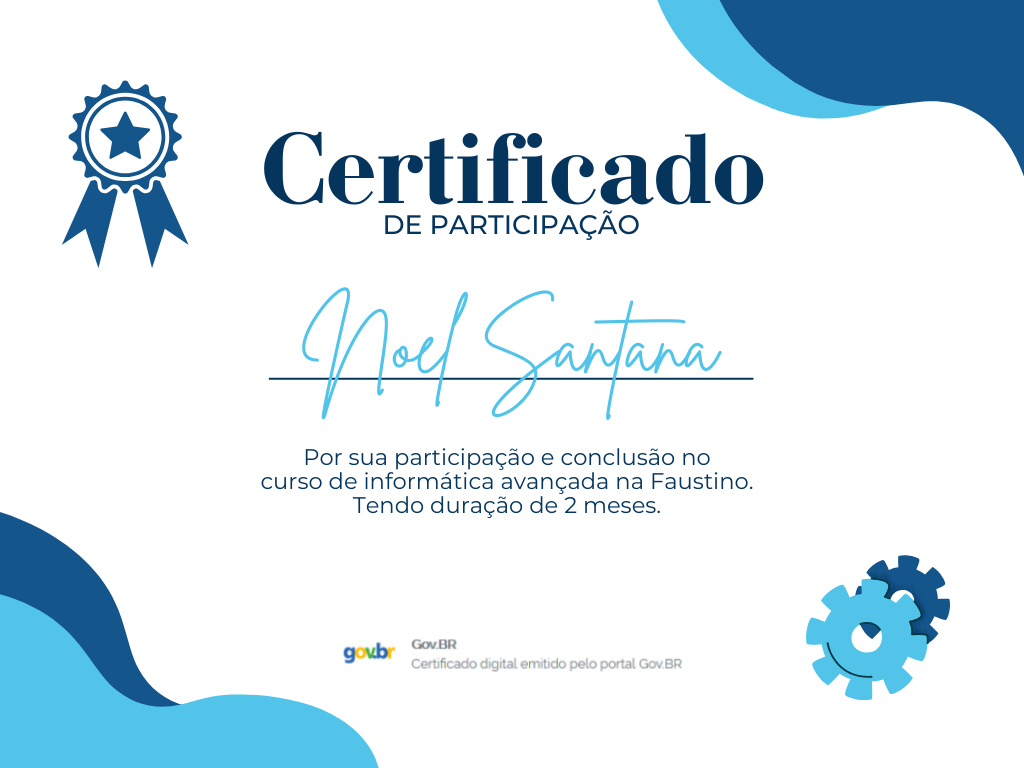 Certificado
DE PARTICIPAÇÃO
Noel Santana
Por sua participação e conclusão no
curso de informática avançada na Faustino.
Tendo duração de 2 meses.
gov.br
Gov.BR
Certificado digital emitido pelo portal Gov.BR